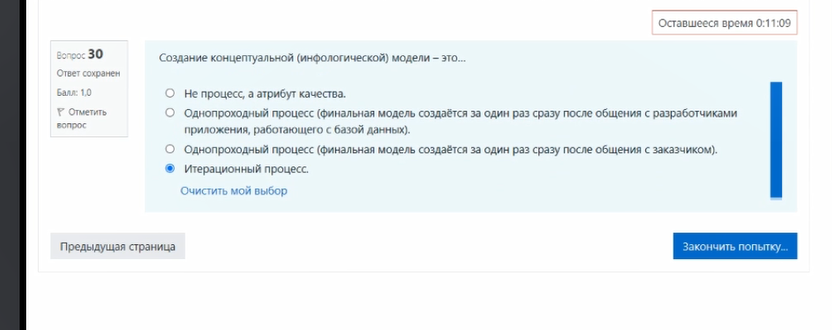 Оставшееся время 0:11:09
Вопрос 30
Ответ сохранен
Балл: 1,0
Отметить
вопрос
Создание концептуальной (инфологической) модели – это...
Не процесс, а атрибут качества.
Однопроходный процесс (финальная модель создаётся за один раз сразу после общения с разработчиками
приложения, работающего с базой данных).
Однопроходный процесс (финальная модель создаётся за один раз сразу после общения с заказчиком).
Итерационный процесс.
Очистить мой выбор
Предыдущая страница
Закончить попытку...